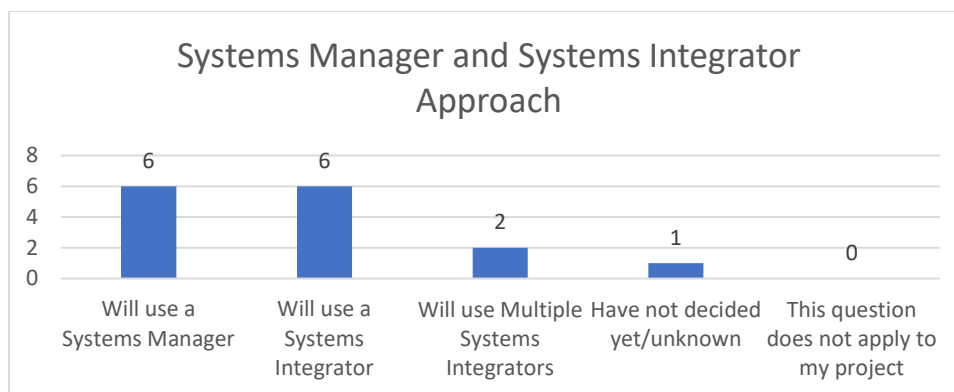 Systems Manager and Systems Integrator
Approach
8
6
4
2
0
6
6
2
1
0
Will use a
Systems Manager
Will use a
Systems
Integrator
Will use Multiple
Systems
Integrators
Have not decided
yet/unknown
This question
does not apply to
my project